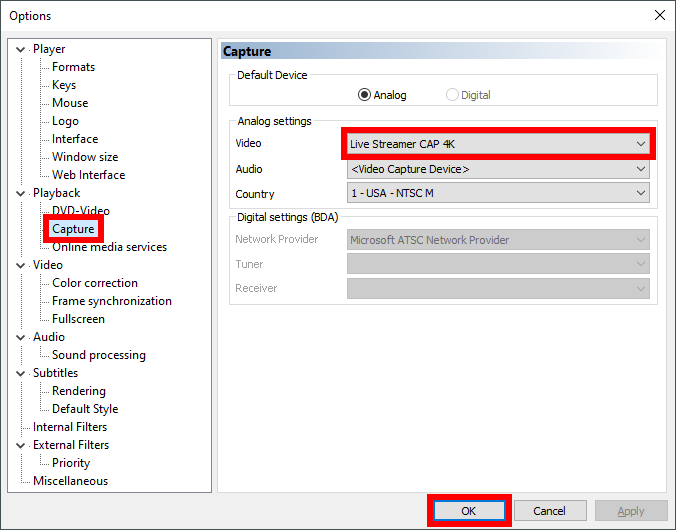 Options
Player
Formats
Keys
Mouse
Logo
Interface
Window size
Web Interface
Playback
DVD-Video
Capture
Online media services
Video
Color correction
Frame synchronization
Fullscreen
Audio
Sound processing
Subtitles
Rendering
Default Style
Internal Filters
External Filters
Priority
Miscellaneous
Capture
Default Device
Analog Digital
Analog settings
Video Live Streamer CAP 4K
Audio <Video Capture Device>
Country 1 - USA - NTSC M
Digital settings (BDA)
Network Provider Microsoft ATSC Network Provider
Tuner
Receiver
OK Cancel Apply